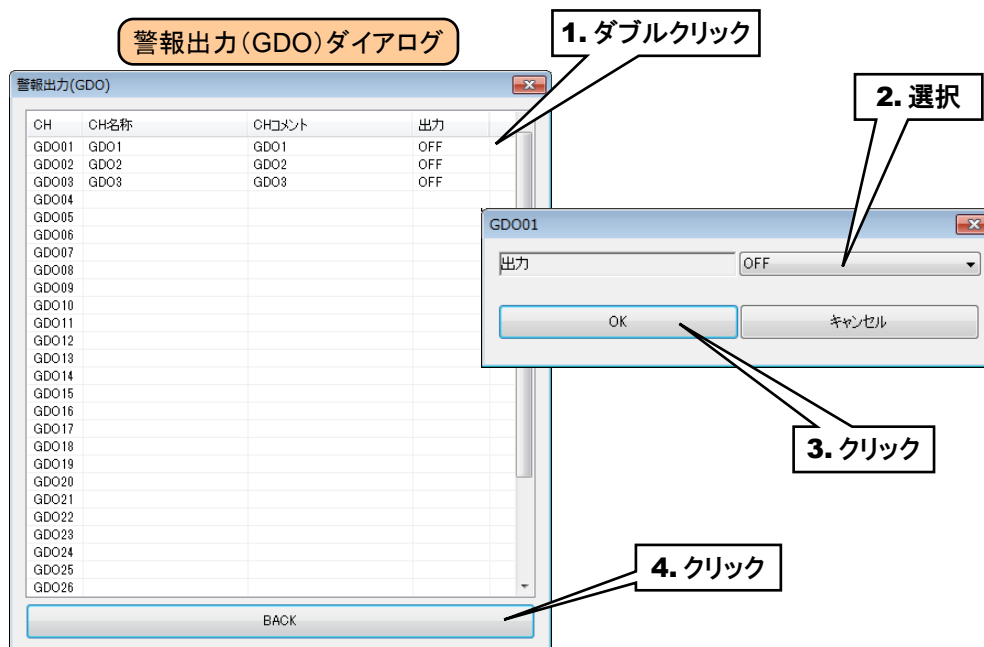 警報出力(GDO)ダイアログ
1. ダブルクリック
2. 選択
警報出力(GDO)
CH CH名称 CHコメント 出力
GDO01 GDO1 GDO1 OFF
GDO02 GDO2 GDO2 OFF
GDO03 GDO3 GDO3 OFF
GDO04
GDO05
GDO06
GDO07
GDO08
GDO09
GDO10
GDO11
GDO12
GDO13
GDO14
GDO15
GDO16
GDO17
GDO18
GDO19
GDO20
GDO21
GDO22
GDO23
GDO24
GDO25
GDO26
BACK
GDO01
出力 OFF
OK キャンセル
3. クリック
4. クリック